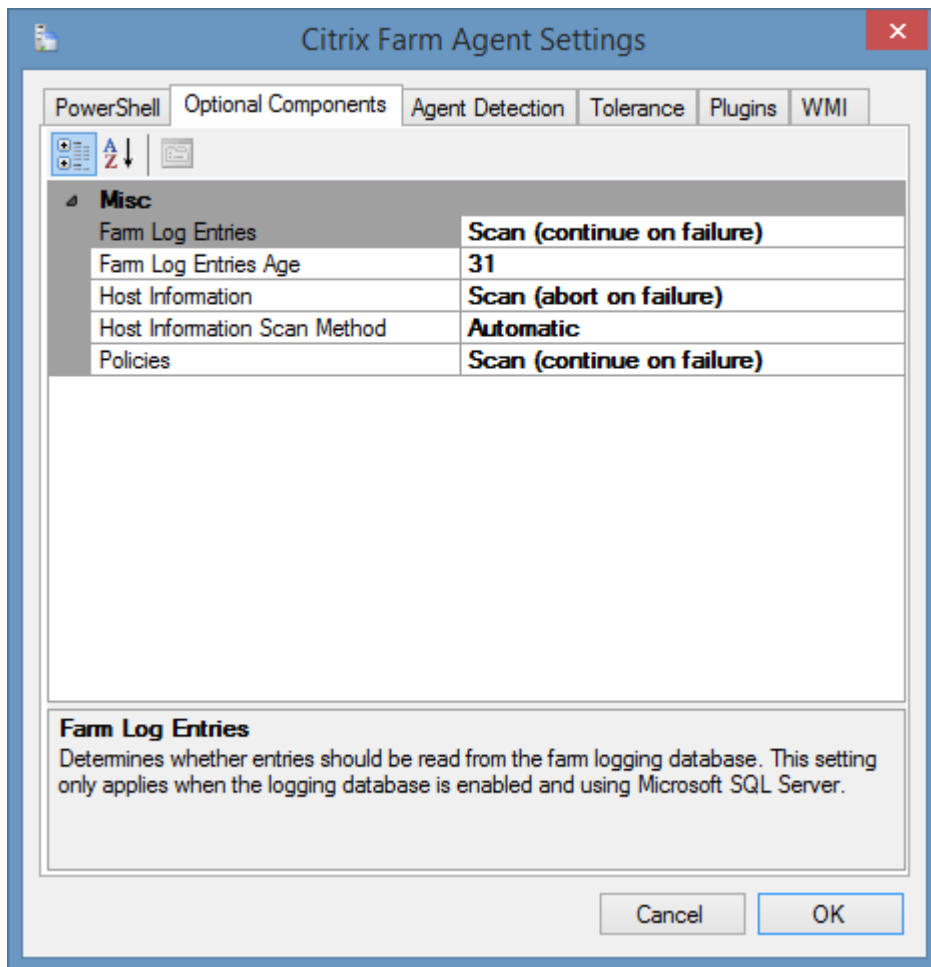 Citrix Farm Agent Settings
PowerShell Optional Components Agent Detection Tolerance Plugins WMI
Misc
Farm Log Entries Scan (continue on failure)
Farm Log Entries Age 31
Host Information Scan (abort on failure)
Host Information Scan Method Automatic
Policies Scan (continue on failure)
Farm Log Entries
Determines whether entries should be read from the farm logging database. This setting
only applies when the logging database is enabled and using Microsoft SQL Server.
Cancel OK